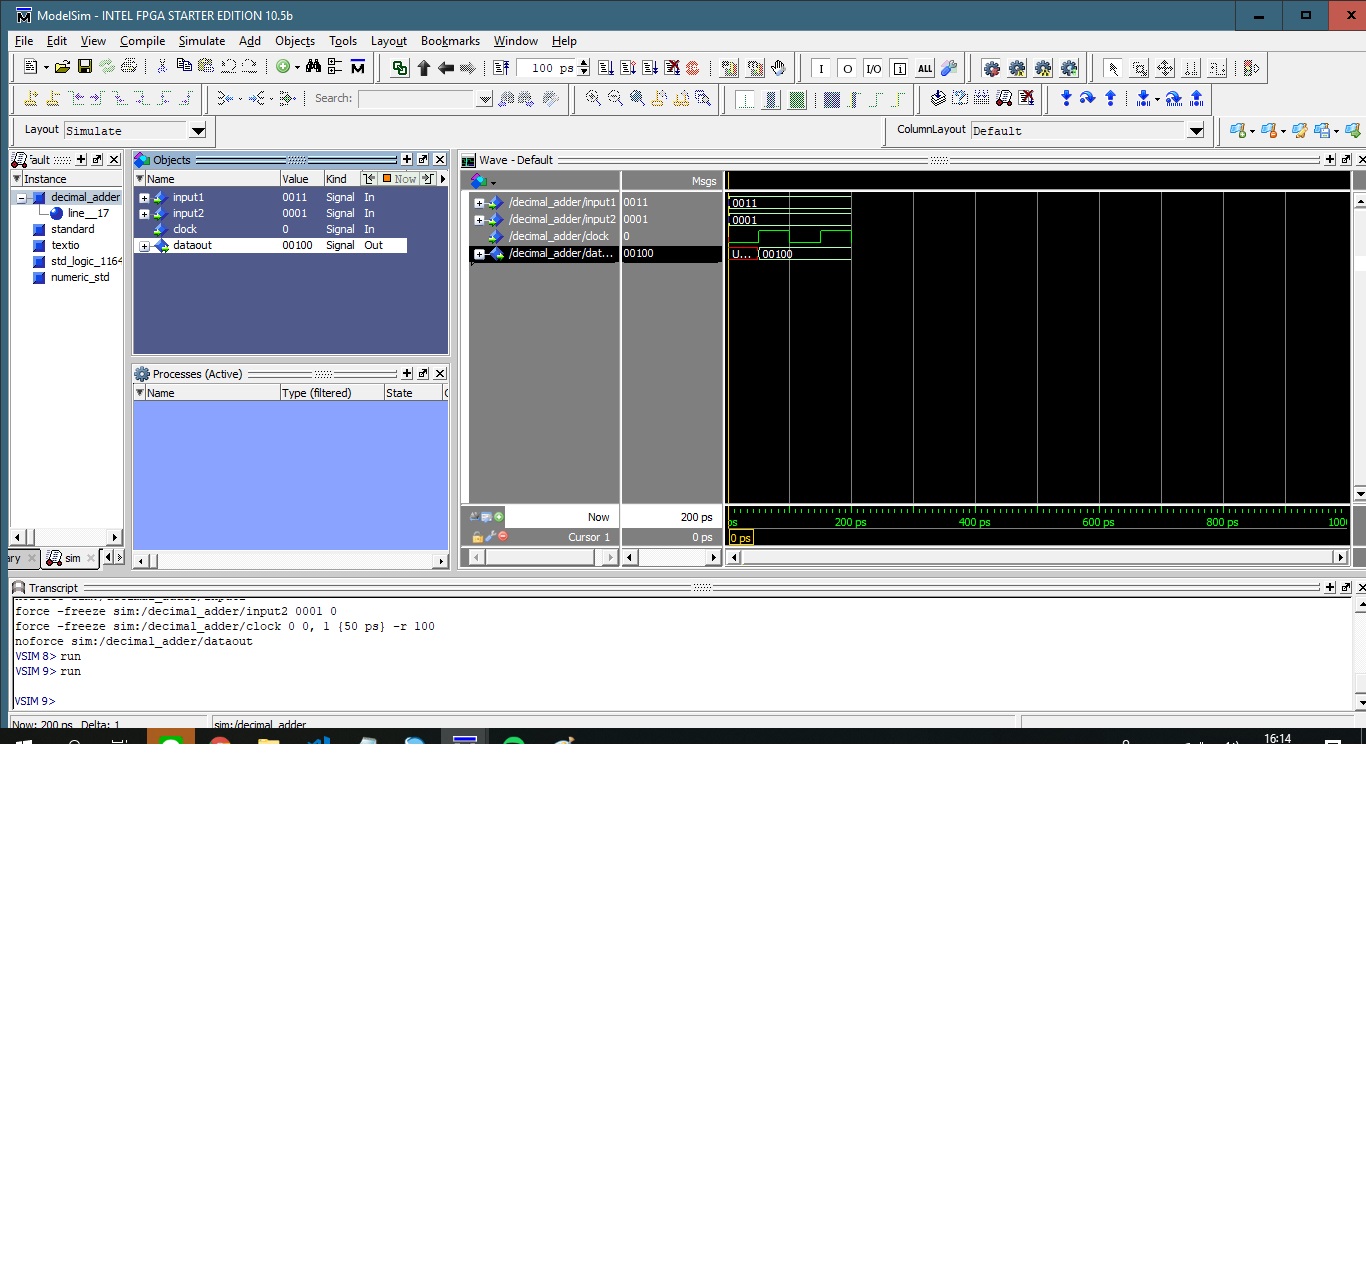 ModelSim - INTEL FPGA STARTER EDITION 10.5b
File Edit View Compile Simulate Add Objects Tools Layout Bookmarks Window Help
100 ps
I O I/O ALL
Search:
Layout Simulate
ColumnLayout Default
Instance
decimal_adder
line__17
standard
textio
std_logic_1164
numeric_std
sim
Objects
Name Value Kind Now
input1 0011 Signal In
input2 0001 Signal In
clock 0 Signal In
dataout 00100 Signal Out
Processes (Active)
Name Type (filtered) State
Wave - Default
Msgs
/decimal_adder/input1 0011 0011
/decimal_adder/input2 0001 0001
/decimal_adder/clock 0
/decimal_adder/dat... 00100 U... 00100
Now 200 ps
200 ps 400 ps 600 ps 800 ps
Cursor 1 0 ps 0 ps
Transcript
force -freeze sim:/decimal_adder/input2 0001 0
force -freeze sim:/decimal_adder/clock 0 0, 1 {50 ps} -r 100
noforce sim:/decimal_adder/dataout
VSIM 8> run
VSIM 9> run
VSIM 9>
Now: 200 ps Delta: 1 sim:/decimal_adder
16:14